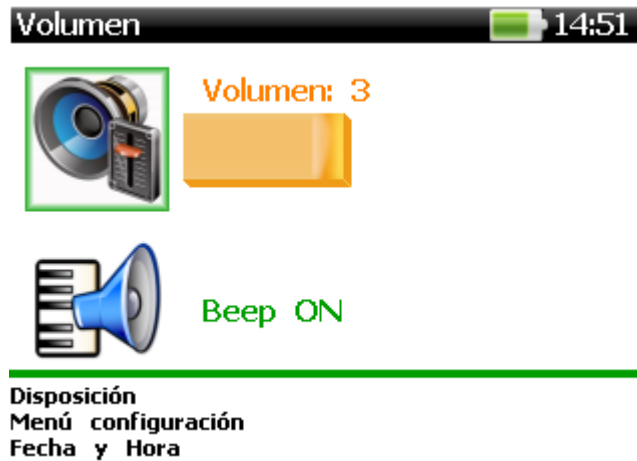 Volumen 14:51
Volumen: 3
Beep ON
Disposición
Menú configuración
Fecha y Hora